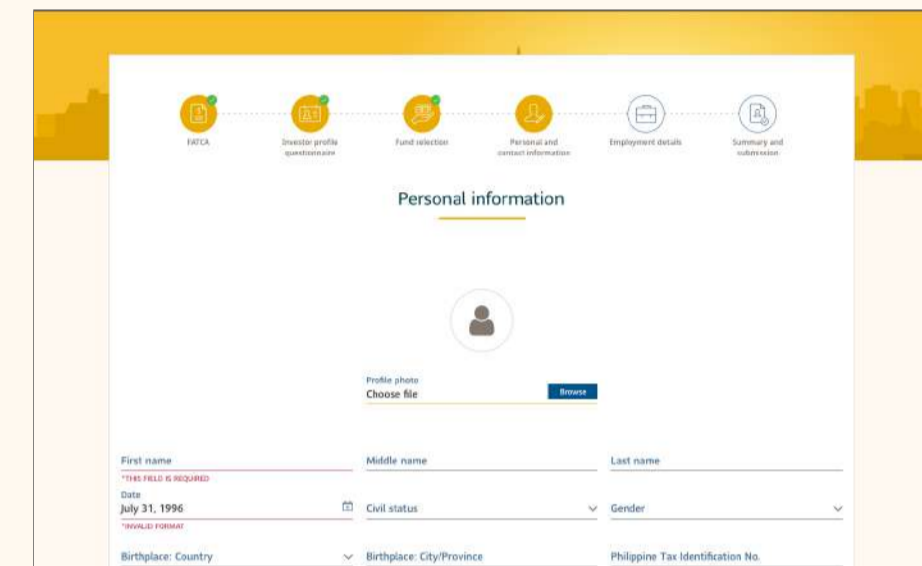 FATCA
Investor profile
questionnaire
Fund selection
Personal and
contact information
Employment details
Summary and
submission
Personal information
Profile photo
Choose file
Browse
First name
Middle name
Last name
*THIS FIELD IS REQUIRED
Date
July 31, 1996
Civil status
Gender
*INVALID FORMAT
Birthplace: Country
Birthplace: City/Province
Philippine Tax Identification No.